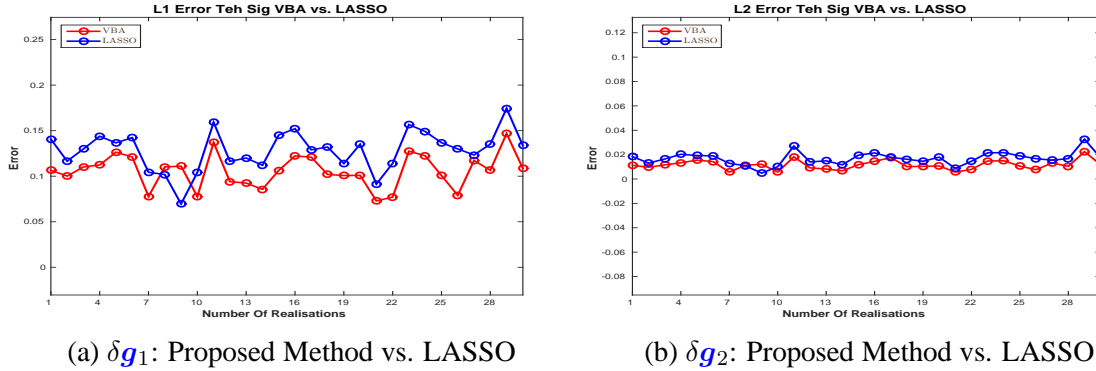 L1 Error Teh Sig VBA vs. LASSO
VBA
LASSO
Error
0.25
0.2
0.15
0.1
0.05
0
1 4 7 10 13 16 19 22 25 28
Number Of Realisations
(a) δg₁: Proposed Method vs. LASSO
L2 Error Teh Sig VBA vs. LASSO
VBA
LASSO
Error
0.12
0.1
0.08
0.06
0.04
0.02
0
-0.02
-0.04
-0.06
-0.08
1 4 7 10 13 16 19 22 25 28
Number Of Realisations
(b) δg₂: Proposed Method vs. LASSO